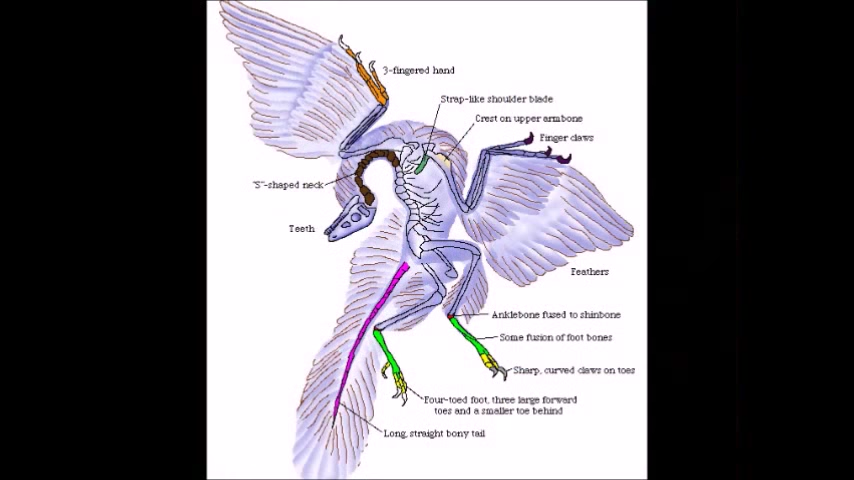 3-fingered hand
Strap-like shoulder blade
Crest on upper armbone
Finger claws
"S"-shaped neck
Teeth
Feathers
Anklebone fused to shinbone
Some fusion of foot bones
Sharp, curved claws on toes
Four-toed foot, three large forward
toes and a smaller toe behind
Long, straight bony tail